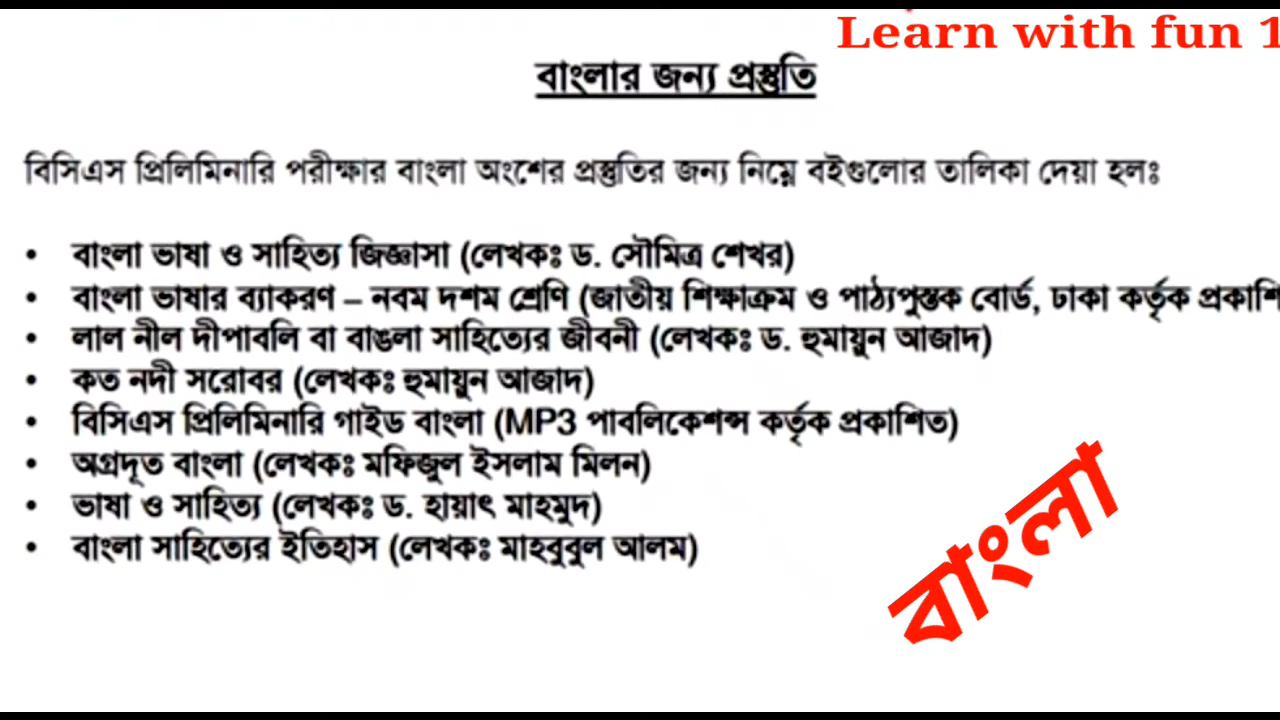 Learn with fun 1
বাংলার জন্য প্রস্তুতি
বিসিএস প্রিলিমিনারি পরীক্ষার বাংলা অংশের প্রস্তুতির জন্য নিম্নে বইগুলোর তালিকা দেয়া হলঃ
• বাংলা ভাষা ও সাহিত্য জিজ্ঞাসা (লেখকঃ ড. সৌমিত্র শেখর)
• বাংলা ভাষার ব্যাকরণ – নবম দশম শ্রেণি (জাতীয় শিক্ষাক্রম ও পাঠ্যপুস্তক বোর্ড, ঢাকা কর্তৃক প্রকাশি
• লাল নীল দীপাবলি বা বাঙলা সাহিত্যের জীবনী (লেখকঃ ড. হুমায়ুন আজাদ)
• কত নদী সরোবর (লেখকঃ হুমায়ুন আজাদ)
• বিসিএস প্রিলিমিনারি গাইড বাংলা (MP3 পাবলিকেশন্স কর্তৃক প্রকাশিত)
• অগ্রদূত বাংলা (লেখকঃ মফিজুল ইসলাম মিলন)
• ভাষা ও সাহিত্য (লেখকঃ ড. হায়াৎ মাহমুদ)
• বাংলা সাহিত্যের ইতিহাস (লেখকঃ মাহবুবুল আলম)
বাংলা